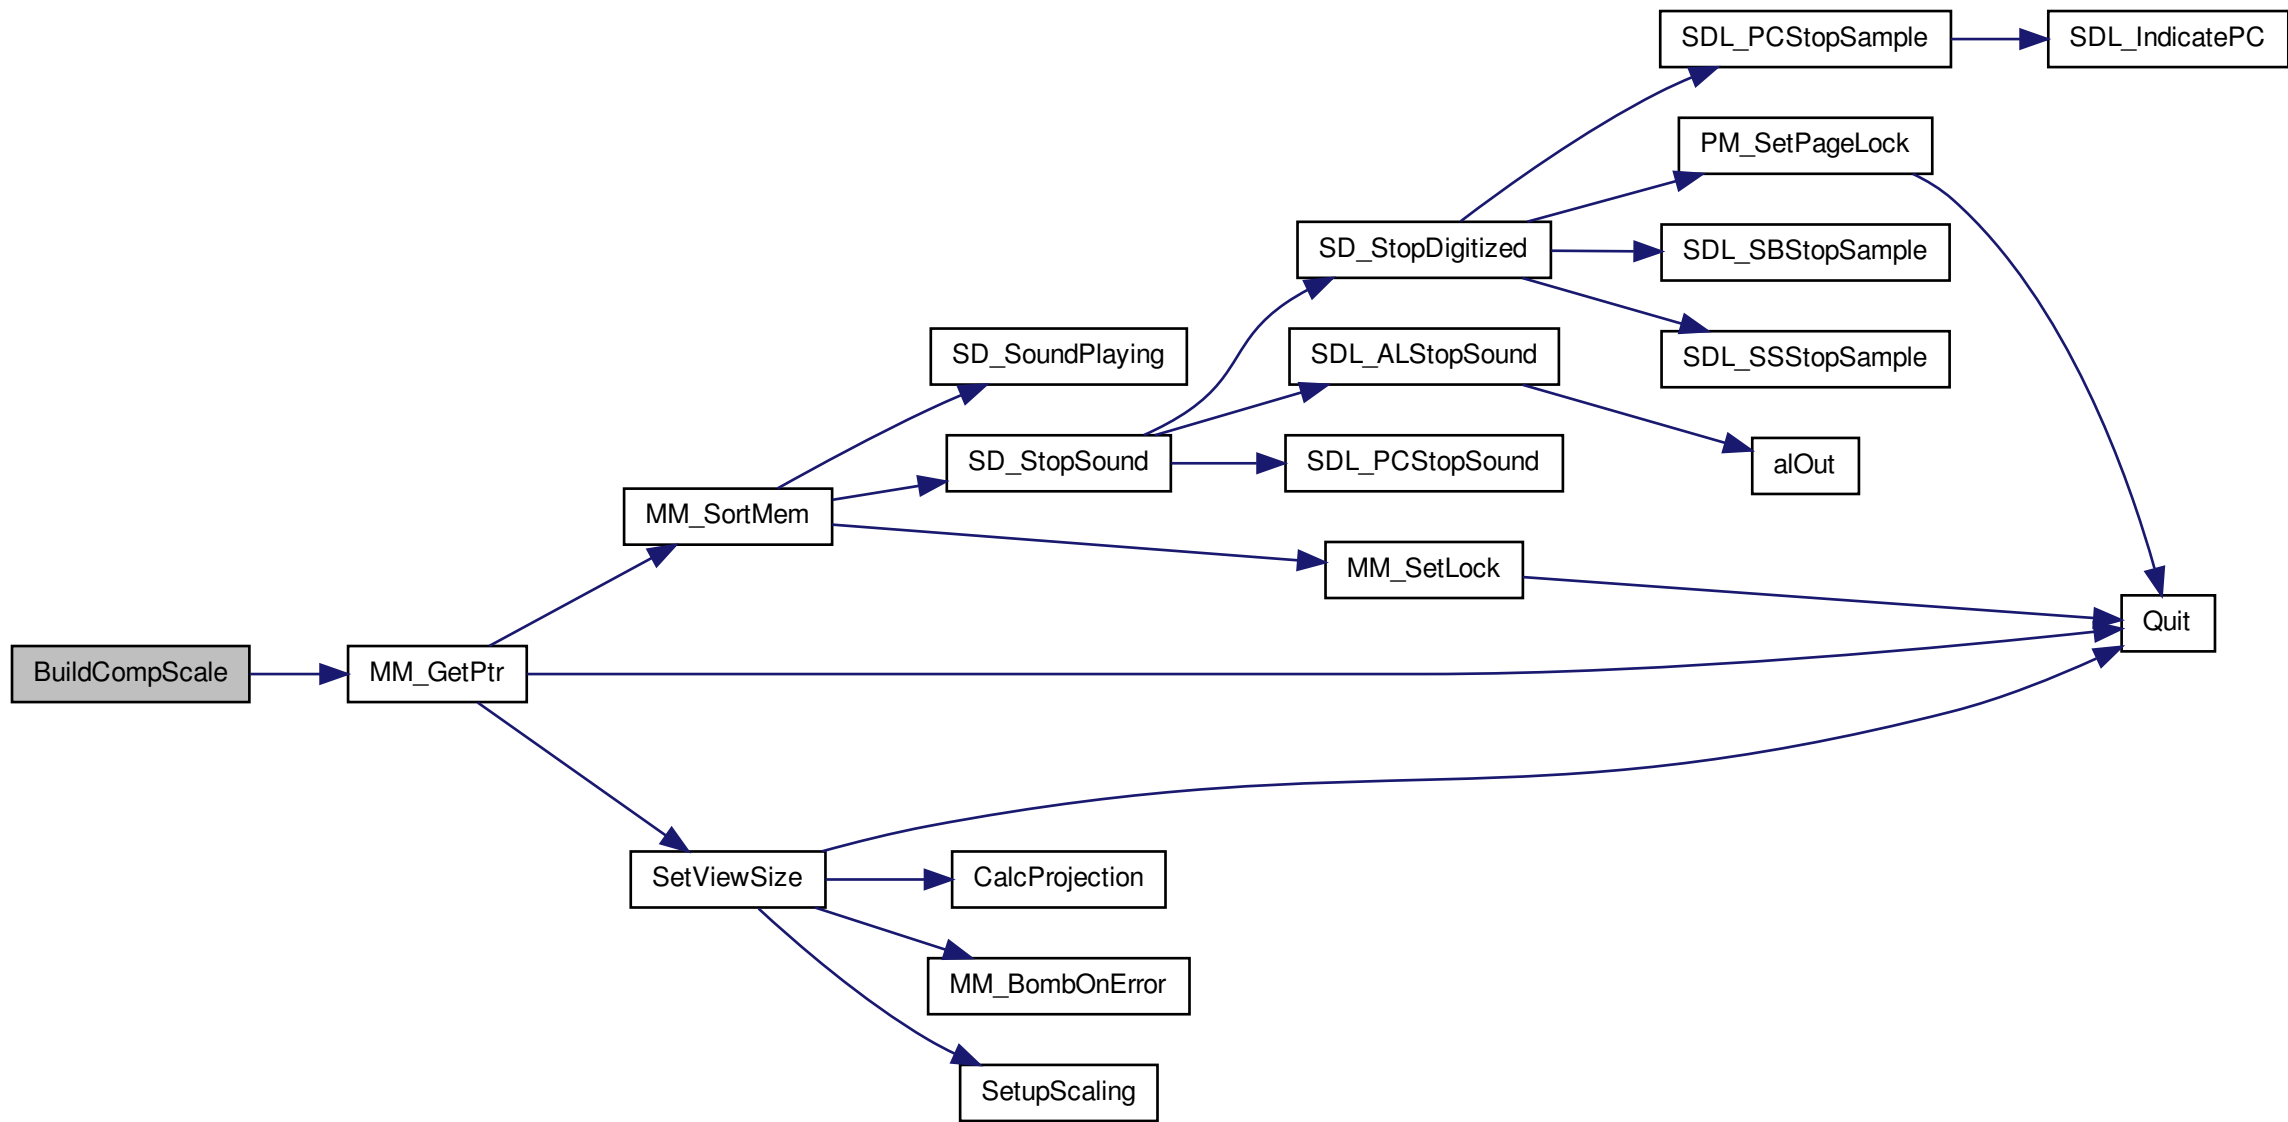 SDL_PCStopSample
SDL_IndicatePC
PM_SetPageLock
SD_StopDigitized
SDL_SBStopSample
SD_SoundPlaying
SDL_ALStopSound
SDL_SSStopSample
SD_StopSound
SDL_PCStopSound
alOut
MM_SortMem
MM_SetLock
Quit
BuildCompScale
MM_GetPtr
SetViewSize
CalcProjection
MM_BombOnError
SetupScaling